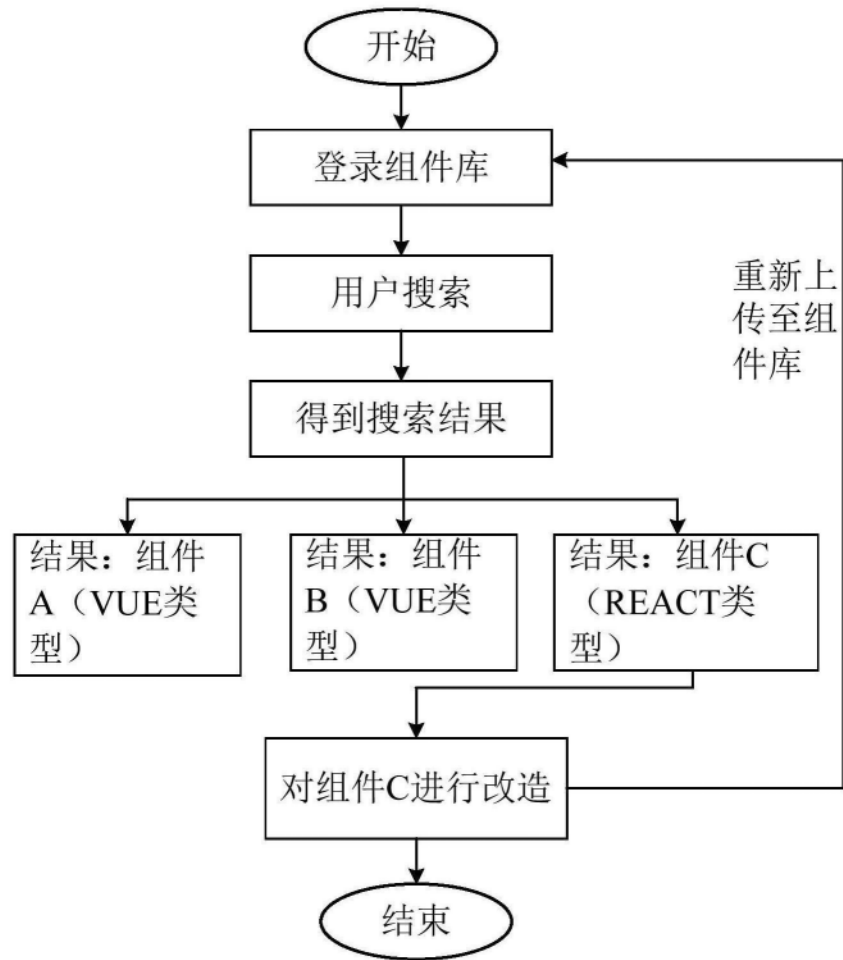 开始
登录组件库
用户搜索
得到搜索结果
重新上
传至组
件库
结果：组件
A（VUE类
型）
结果：组件
B（VUE类
型）
结果：组件C
（REACT类
型）
对组件C进行改造
结束